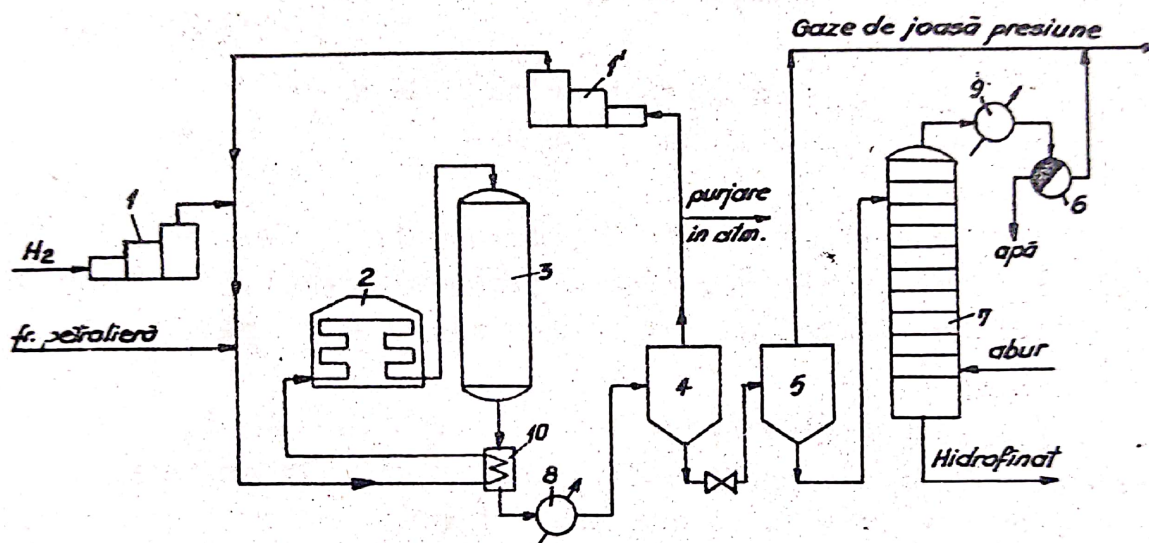 Gaze de joasă presiune
1'
9
1
purjare
in atm.
6
H2
apă
3
2
7
fr. petralieră
abur
4
5
10
Hidrofinat
8